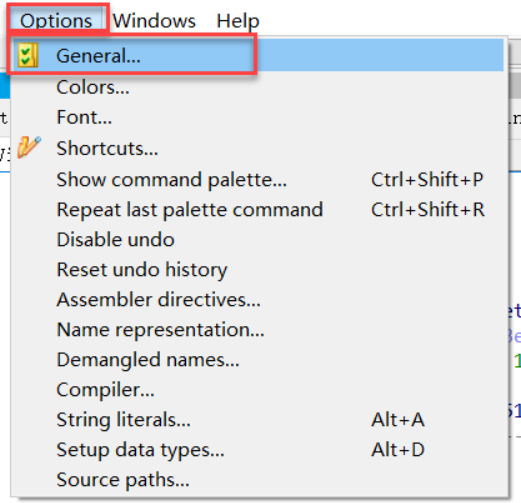 Options Windows Help
General...
Colors...
Font...
Shortcuts...
Show command palette... Ctrl+Shift+P
Repeat last palette command Ctrl+Shift+R
Disable undo
Reset undo history
Assembler directives...
Name representation...
Demangled names...
Compiler...
String literals... Alt+A
Setup data types... Alt+D
Source paths...